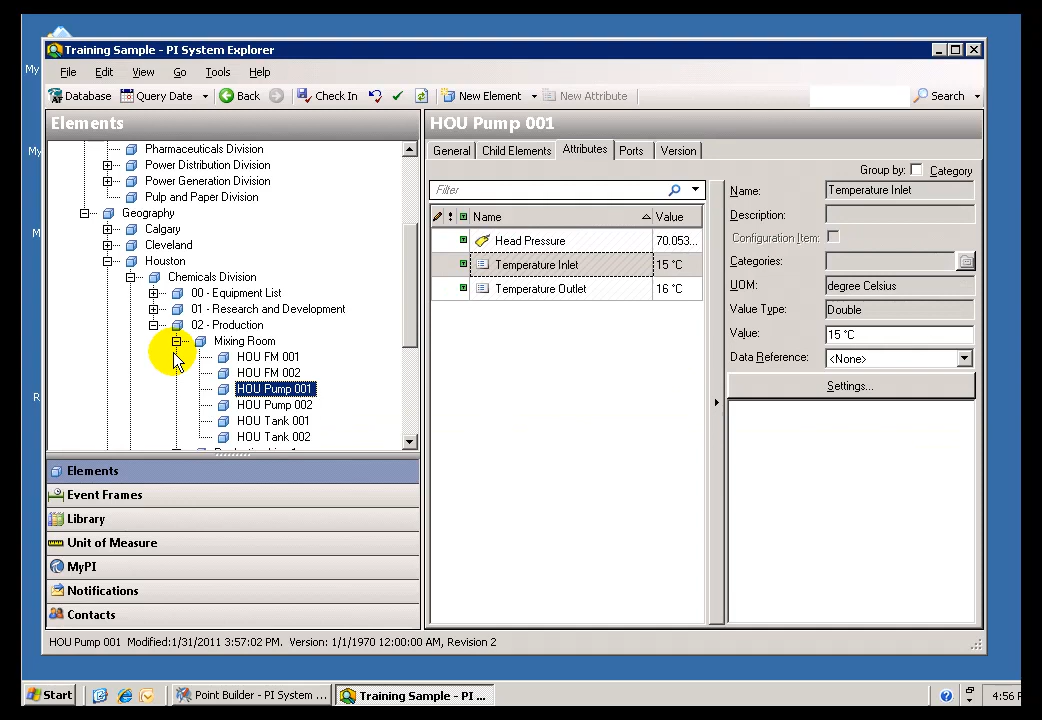 My
My
M
R
Training Sample - PI System Explorer
File Edit View Go Tools Help
Database Query Date Back Check In New Element New Attribute Search
Elements
Pharmaceuticals Division
Power Distribution Division
Power Generation Division
Pulp and Paper Division
Geography
Calgary
Cleveland
Houston
Chemicals Division
00 - Equipment List
01 - Research and Development
02 - Production
Mixing Room
HOU FM 001
HOU FM 002
HOU Pump 001
HOU Pump 002
HOU Tank 001
HOU Tank 002
Elements
Event Frames
Library
Unit of Measure
MyPI
Notifications
Contacts
HOU Pump 001
General Child Elements Attributes Ports Version
Group by: Category
Filter
Name Value
Head Pressure 70.053...
Temperature Inlet 15 °C
Temperature Outlet 16 °C
Name: Temperature Inlet
Description:
Configuration Item:
Categories:
UOM: degree Celsius
Value Type: Double
Value: 15 °C
Data Reference: <None>
Settings...
HOU Pump 001 Modified:1/31/2011 3:57:02 PM. Version: 1/1/1970 12:00:00 AM, Revision 2
Start Point Builder - PI System ... Training Sample - PI ... 4:56 P